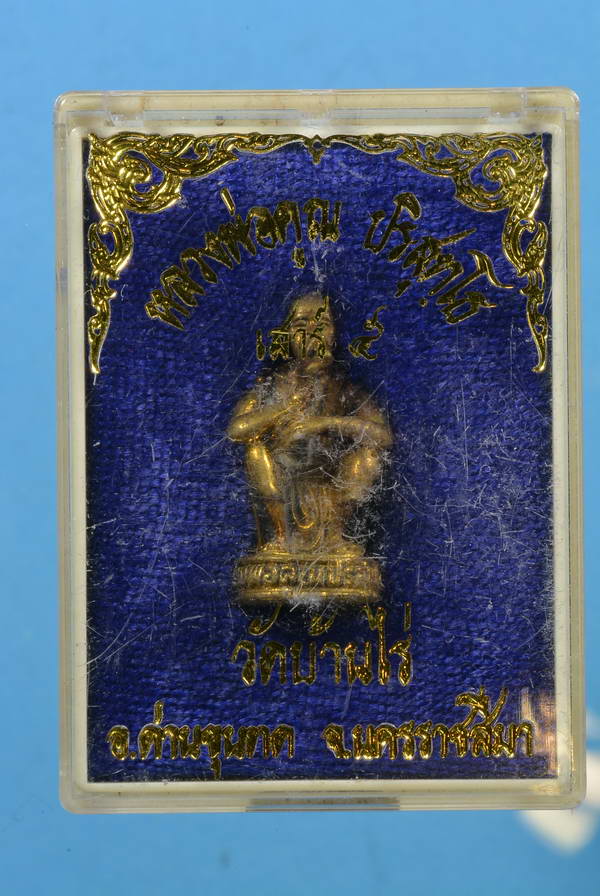 หลวงพ่อคูณ ปริสุทฺโธ
เสาร์ ๕
วัดบ้านไร่
อ.ด่านขุนทด จ.นครราชสีมา